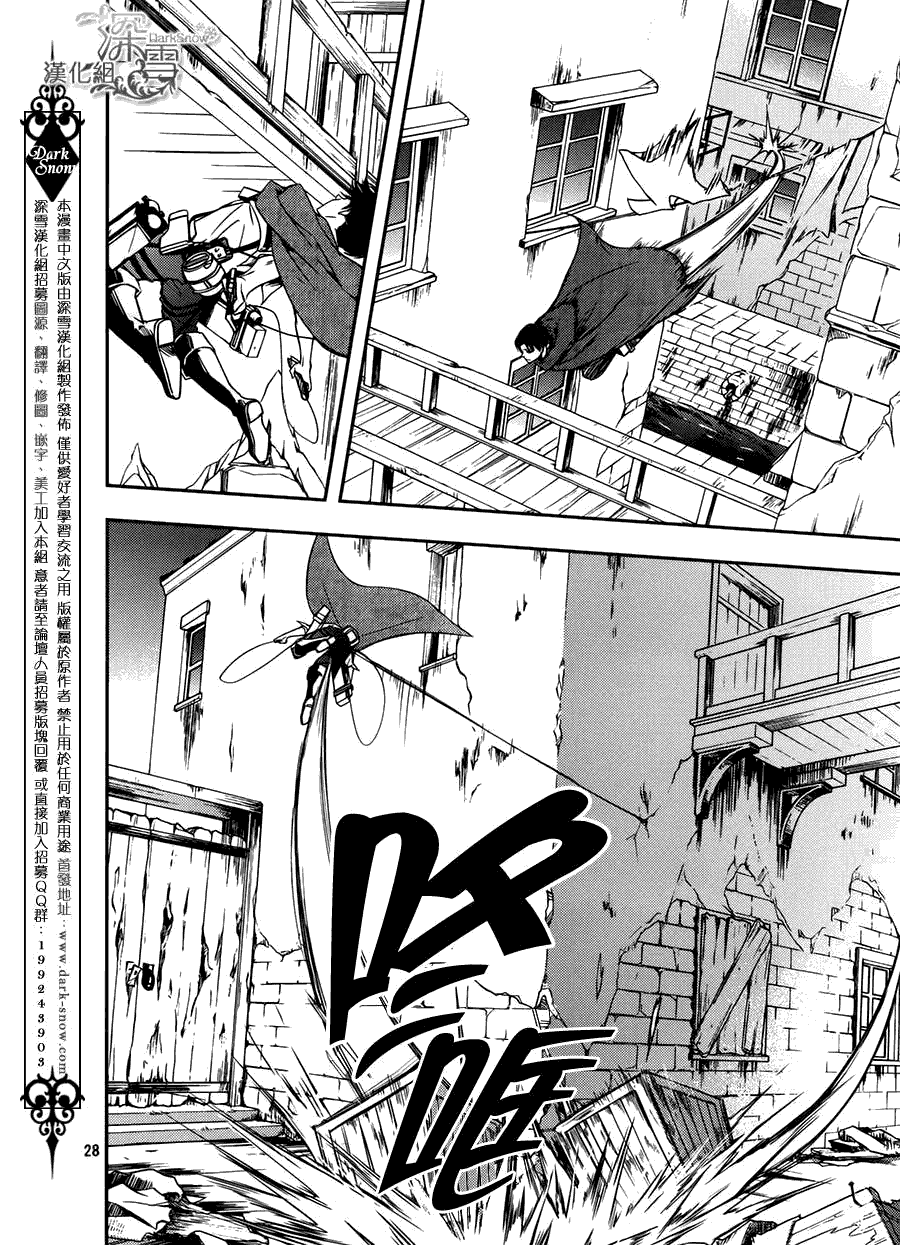 深雪
DarkSnow
漢化組
Dark
Snow
本漫畫中文版由深雪漢化組製作發佈 僅供愛好者學習交流之用 版權屬於原作者 禁止用於任何商業用途 首發地址：www.dark-snow.com
深雪漢化組招募圖源、翻譯、修圖、嵌字、美工加入本組 意者請至論壇人員招募版塊回覆 或直接加入招募QQ群：199243903
咚
28